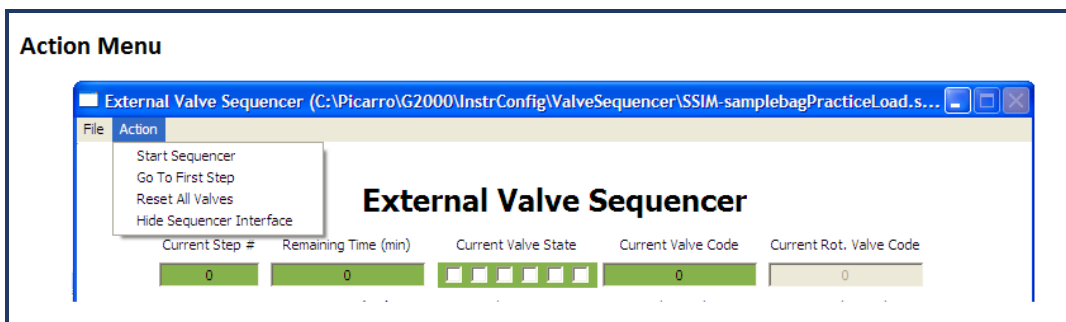 Action Menu
External Valve Sequencer (C:\Picarro\G2000\InstrConfig\ValveSequencer\SSIM-samplebagPracticeLoad.s...
File Action
Start Sequencer
Go To First Step
Reset All Valves
Hide Sequencer Interface
External Valve Sequencer
Current Step # Remaining Time (min) Current Valve State Current Valve Code Current Rot. Valve Code
0 0 0 0